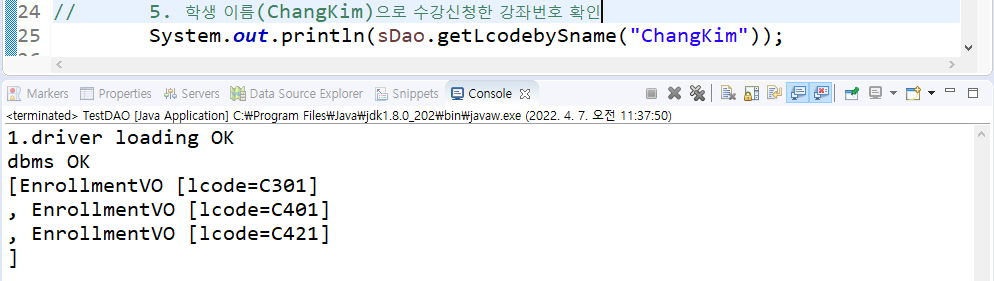 24 //      5. 학생 이름(ChangKim)으로 수강신청한 강좌번호 확인
25         System.out.println(sDao.getLcodebySname("ChangKim"));
Markers Properties Servers Data Source Explorer Snippets Console
<terminated> TestDAO [Java Application] C:₩Program Files₩Java₩jdk1.8.0_202₩bin₩javaw.exe (2022. 4. 7. 오전 11:37:50)
1.driver loading OK
dbms OK
[EnrollmentVO [lcode=C301]
, EnrollmentVO [lcode=C401]
, EnrollmentVO [lcode=C421]
]